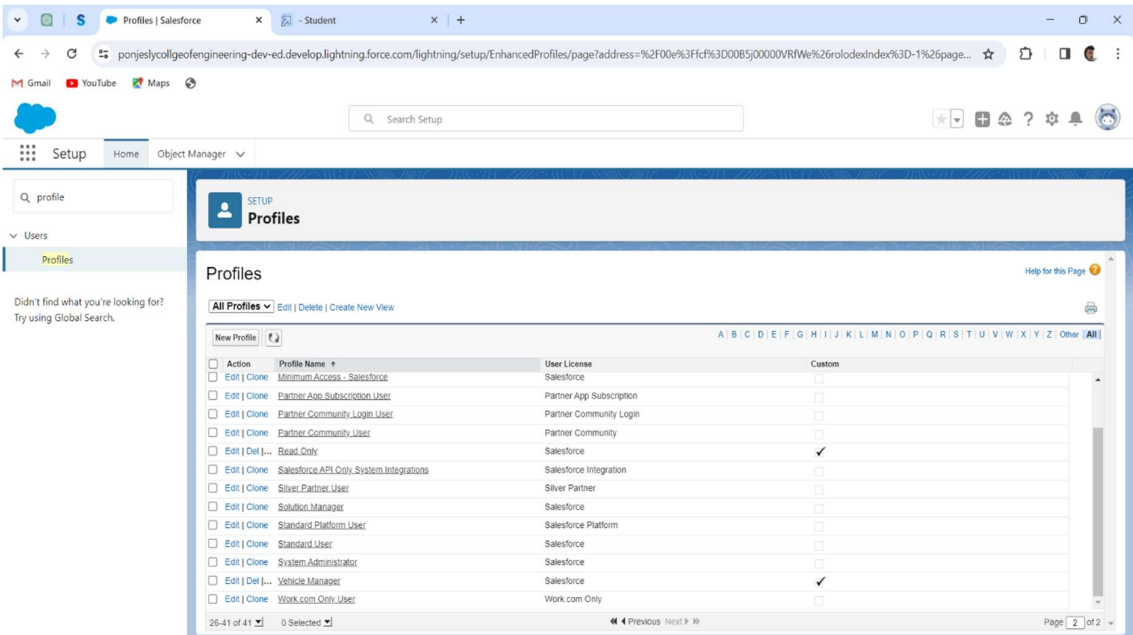 Profiles | Salesforce
- Student
ponjeslycollgeofengineering-dev-ed.develop.lightning.force.com/lightning/setup/EnhancedProfiles/page?address=%2F00e%3Ffcf%3D00B5j00000VRfWe%26rolodexIndex%3D-1%26page...
Gmail YouTube Maps
Search Setup
Setup Home Object Manager
profile
Users
Profiles
Didn't find what you're looking for?
Try using Global Search.
SETUP
Profiles
Profiles
Help for this Page
All Profiles Edit | Delete | Create New View
New Profile A | B | C | D | E | F | G | H | I | J | K | L | M | N | O | P | Q | R | S | T | U | V | W | X | Y | Z | Other | All |
Action Profile Name User License Custom
Edit | Clone Minimum Access - Salesforce Salesforce
Edit | Clone Partner App Subscription User Partner App Subscription
Edit | Clone Partner Community Login User Partner Community Login
Edit | Clone Partner Community User Partner Community
Edit | Del |... Read Only Salesforce
Edit | Clone Salesforce API Only System Integrations Salesforce Integration
Edit | Clone Silver Partner User Silver Partner
Edit | Clone Solution Manager Salesforce
Edit | Clone Standard Platform User Salesforce Platform
Edit | Clone Standard User Salesforce
Edit | Clone System Administrator Salesforce
Edit | Del |... Vehicle Manager Salesforce
Edit | Clone Work.com Only User Work.com Only
26-41 of 41 0 Selected Previous Next Page 2 of 2